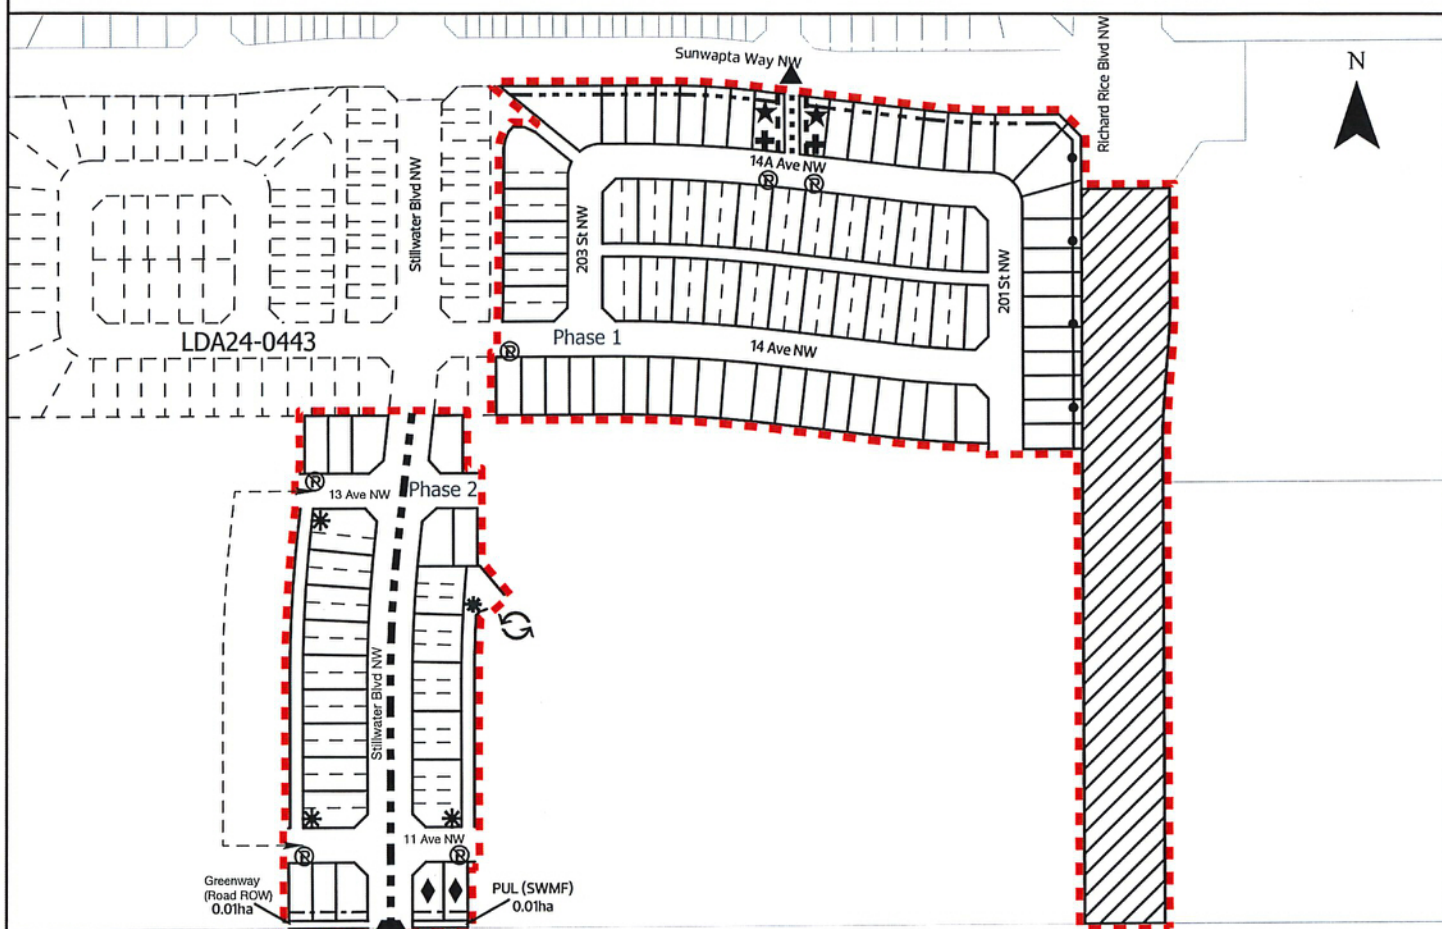 Sunwapta Way NW
Richard Rice Blvd NW
N
14A Ave NW
® ®
Stillwater Blvd NW
203 St NW
201 St NW
LDA24-0443
Phase 1
14 Ave NW
®
®
13 Ave NW
Phase 2
Stillwater Blvd NW
11 Ave NW
® ®
Greenway
(Road ROW)
0.01ha
PUL (SWMF)
0.01ha